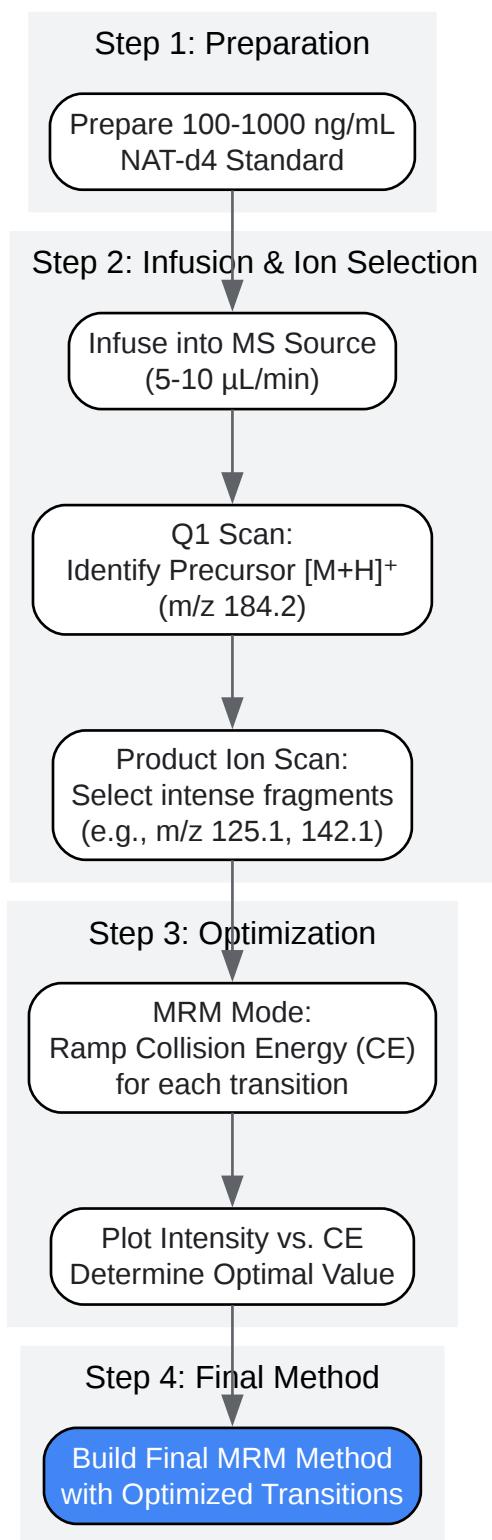 Step 1: Preparation
Prepare 100-1000 ng/mL
NAT-d4 Standard
Step 2: Infusion & Ion Selection
Infuse into MS Source
(5-10 µL/min)
Q1 Scan:
Identify Precursor [M+H]⁺
(m/z 184.2)
Product Ion Scan:
Select intense fragments
(e.g., m/z 125.1, 142.1)
Step 3: Optimization
MRM Mode:
Ramp Collision Energy (CE)
for each transition
Plot Intensity vs. CE
Determine Optimal Value
Step 4: Final Method
Build Final MRM Method
with Optimized Transitions